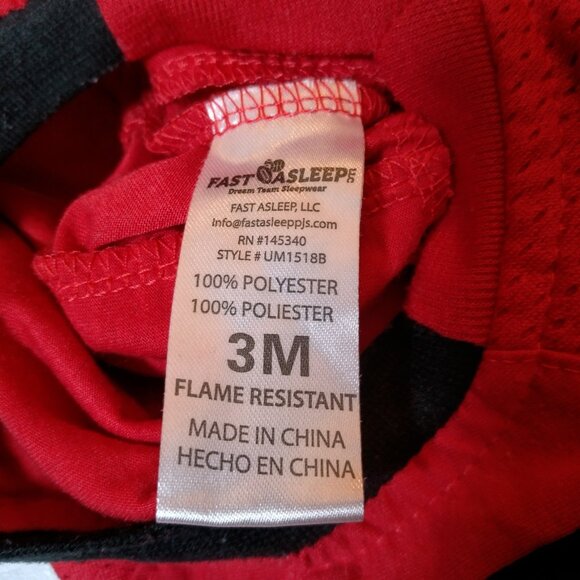 FAST ASLEEP
Dream Team Sleepwear
FAST ASLEEP, LLC
Info@fastasleeppjs.com
RN #145340
STYLE # UM1518B
100% POLYESTER
100% POLIESTER
3M
FLAME RESISTANT
MADE IN CHINA
HECHO EN CHINA